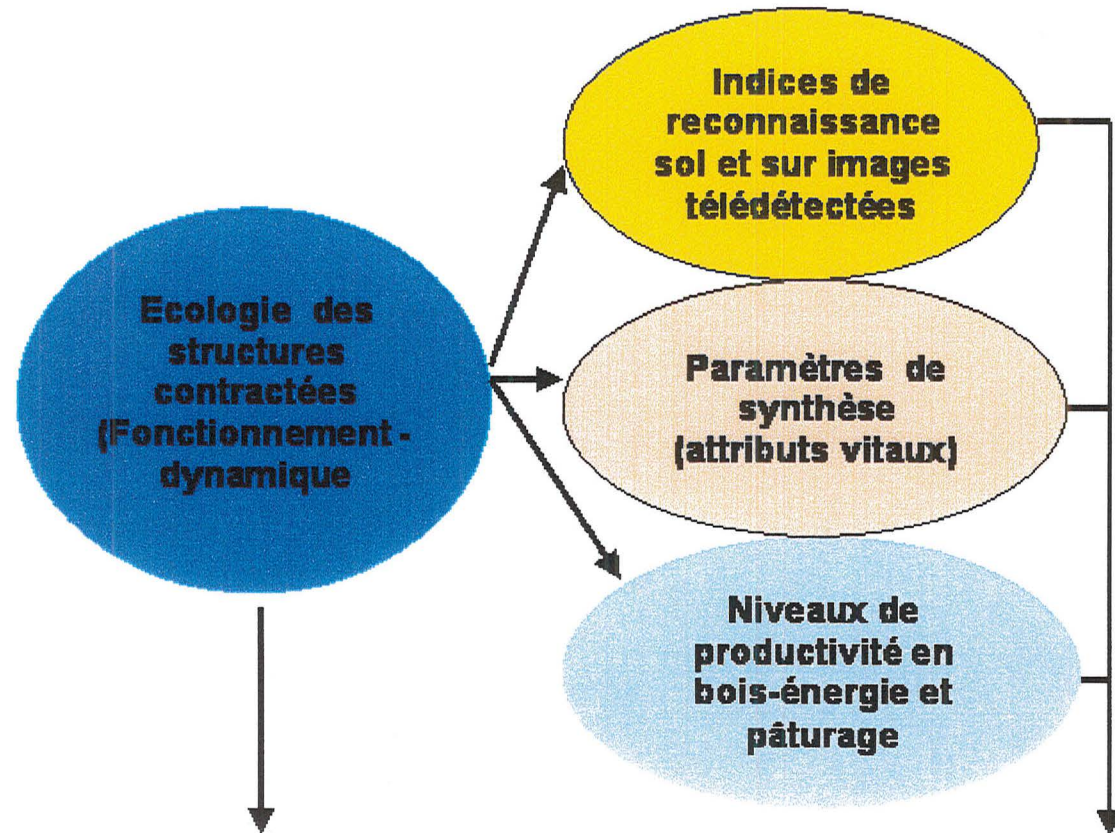 Indices de
reconnaissance
sol et sur images
télédétectées
Ecologie des
structures
contractées
(Fonctionnement -
dynamique
Paramètres de
synthèse
(attributs vitaux)
Niveaux de
productivité en
bois-énergie et
pâturage